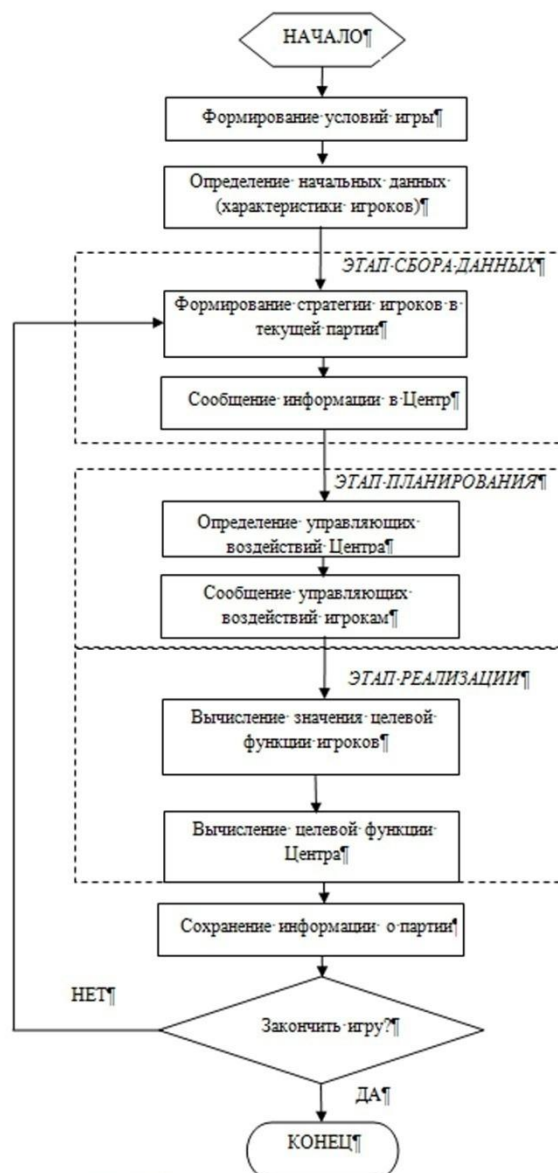 НАЧАЛО¶
Формирование· условий· игры¶
Определение· начальных· данных·
(характеристики· игроков)¶
ЭТАП·СБОРА·ДАННЫХ¶
Формирование·стратегии· игроков·в·
текущей· партии¶
Сообщение· информации· в·Центр¶
ЭТАП·ПЛАНИРОВАНИЯ¶
Определение· управляющих·
воздействий· Центра¶
Сообщение· управляющих·
воздействий· игрокам¶
ЭТАП·РЕАЛИЗАЦИИ¶
Вычисление· значения· целевой·
функции· игроков¶
Вычисление· целевой· функции·
Центра¶
Сохранение· информации· о·партии¶
НЕТ¶
Закончить· игру?¶
ДА¶
КОНЕЦ¶